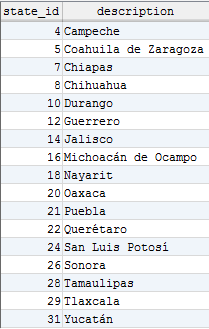 state_id description
4 Campeche
5 Coahuila de Zaragoza
7 Chiapas
8 Chihuahua
10 Durango
12 Guerrero
14 Jalisco
16 Michoacán de Ocampo
18 Nayarit
20 Oaxaca
21 Puebla
22 Querétaro
24 San Luis Potosí
26 Sonora
28 Tamaulipas
29 Tlaxcala
31 Yucatán